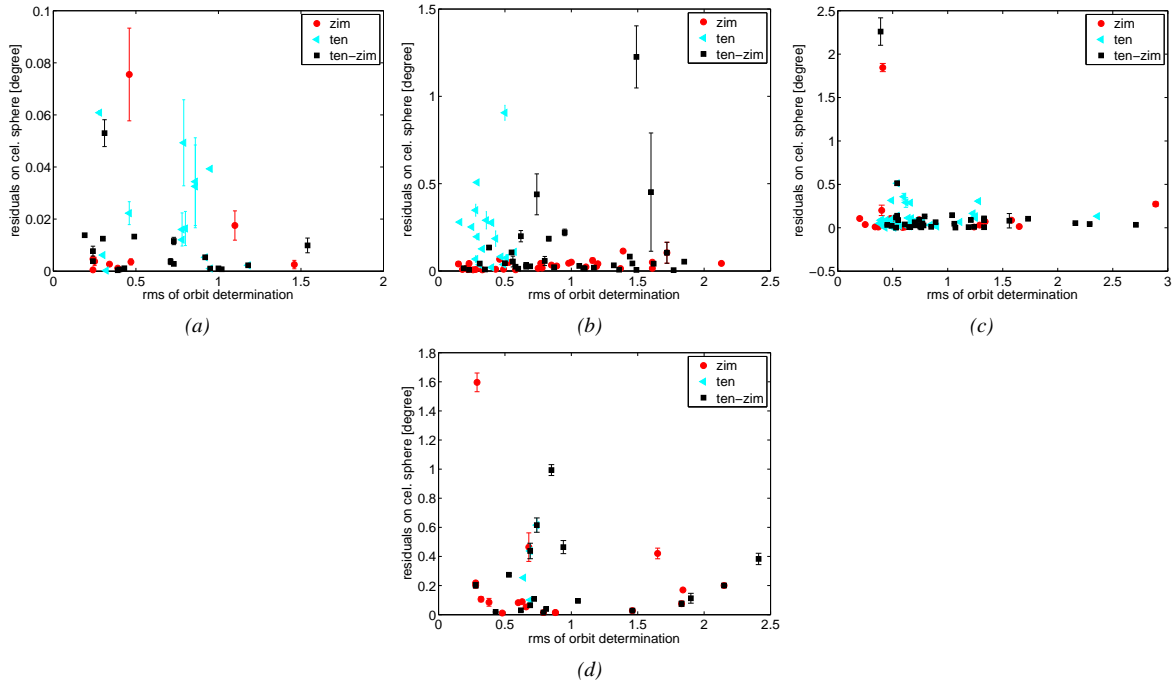 residuals on cel. sphere [degree]
0.1
0.08
0.06
0.04
0.02
0
0
0.5
1
1.5
2
rms of orbit determination
zim
ten
ten−zim
(a)
residuals on cel. sphere [degree]
1.5
1
0.5
0
0
0.5
1
1.5
2
2.5
rms of orbit determination
zim
ten
ten−zim
(b)
residuals on cel. sphere [degree]
2.5
2
1.5
1
0.5
0
−0.5
0
0.5
1
1.5
2
2.5
3
rms of orbit determination
zim
ten
ten−zim
(c)
residuals on cel. sphere [degree]
1.8
1.6
1.4
1.2
1
0.8
0.6
0.4
0.2
0
0
0.5
1
1.5
2
2.5
rms of orbit determination
zim
ten
ten−zim
(d)